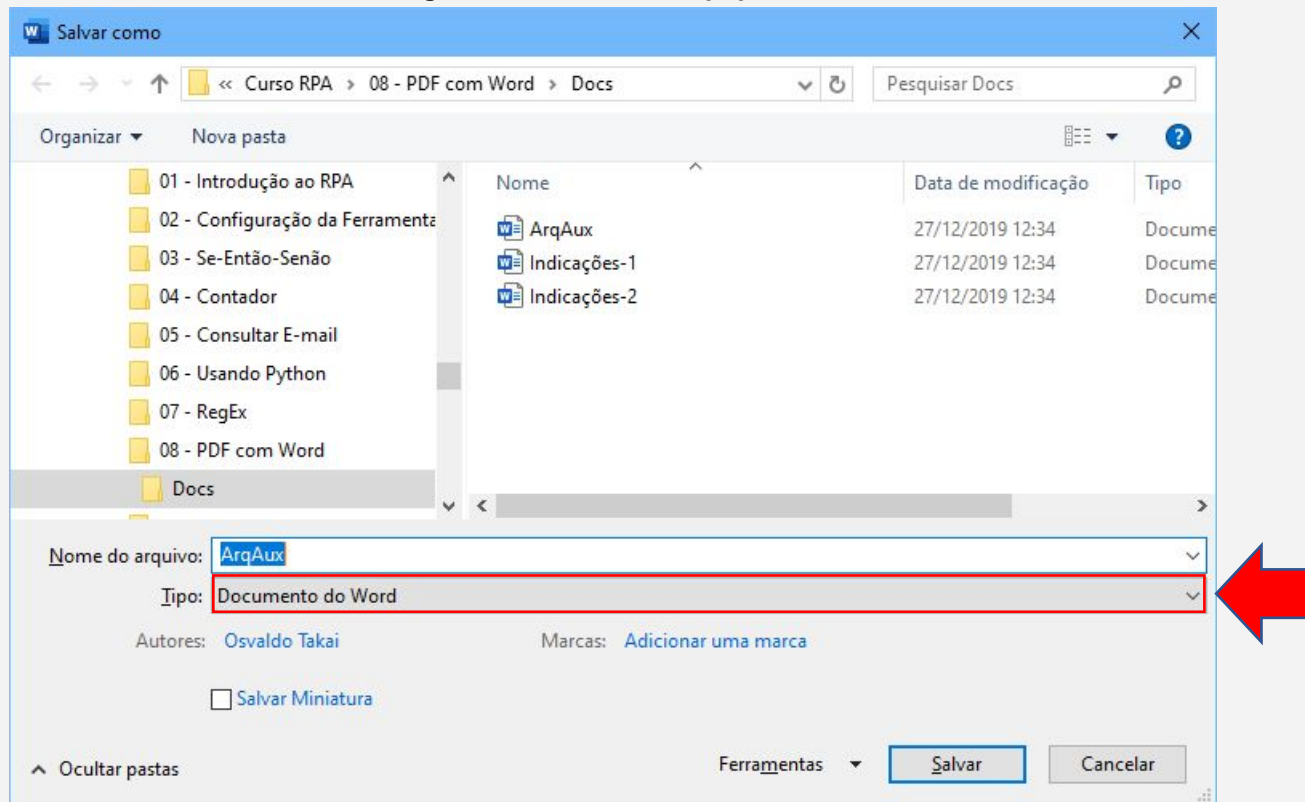 Salvar como
« Curso RPA > 08 - PDF com Word > Docs
Pesquisar Docs
Organizar
Nova pasta
01 - Introdução ao RPA
02 - Configuração da Ferramenta
03 - Se-Então-Senão
04 - Contador
05 - Consultar E-mail
06 - Usando Python
07 - RegEx
08 - PDF com Word
Docs
Nome Data de modificação Tipo
ArqAux 27/12/2019 12:34 Docume
Indicações-1 27/12/2019 12:34 Docume
Indicações-2 27/12/2019 12:34 Docume
Nome do arquivo: ArqAux
Tipo: Documento do Word
Autores: Osvaldo Takai Marcas: Adicionar uma marca
Salvar Miniatura
Ocultar pastas Ferramentas Salvar Cancelar